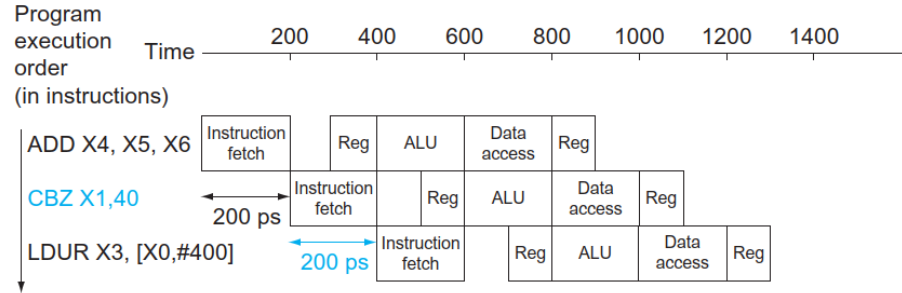 Program
execution
order
(in instructions)
Time
200 400 600 800 1000 1200 1400
ADD X4, X5, X6
Instruction
fetch
Reg
ALU
Data
access
Reg
CBZ X1,40
200 ps
Instruction
fetch
Reg
ALU
Data
access
Reg
LDUR X3, [X0,#400]
200 ps
Instruction
fetch
Reg
ALU
Data
access
Reg